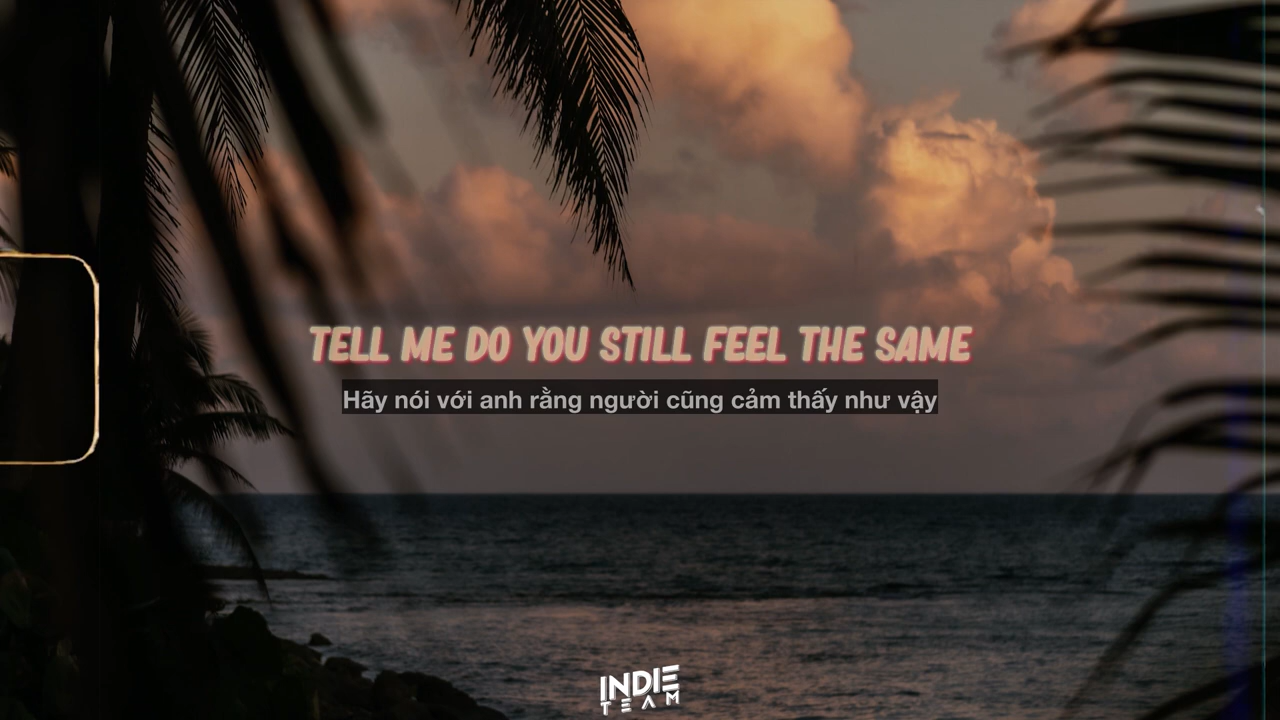 TELL ME DO YOU STILL FEEL THE SAME
Hãy nói với anh rằng người cũng cảm thấy như vậy
INDIE
TEAM